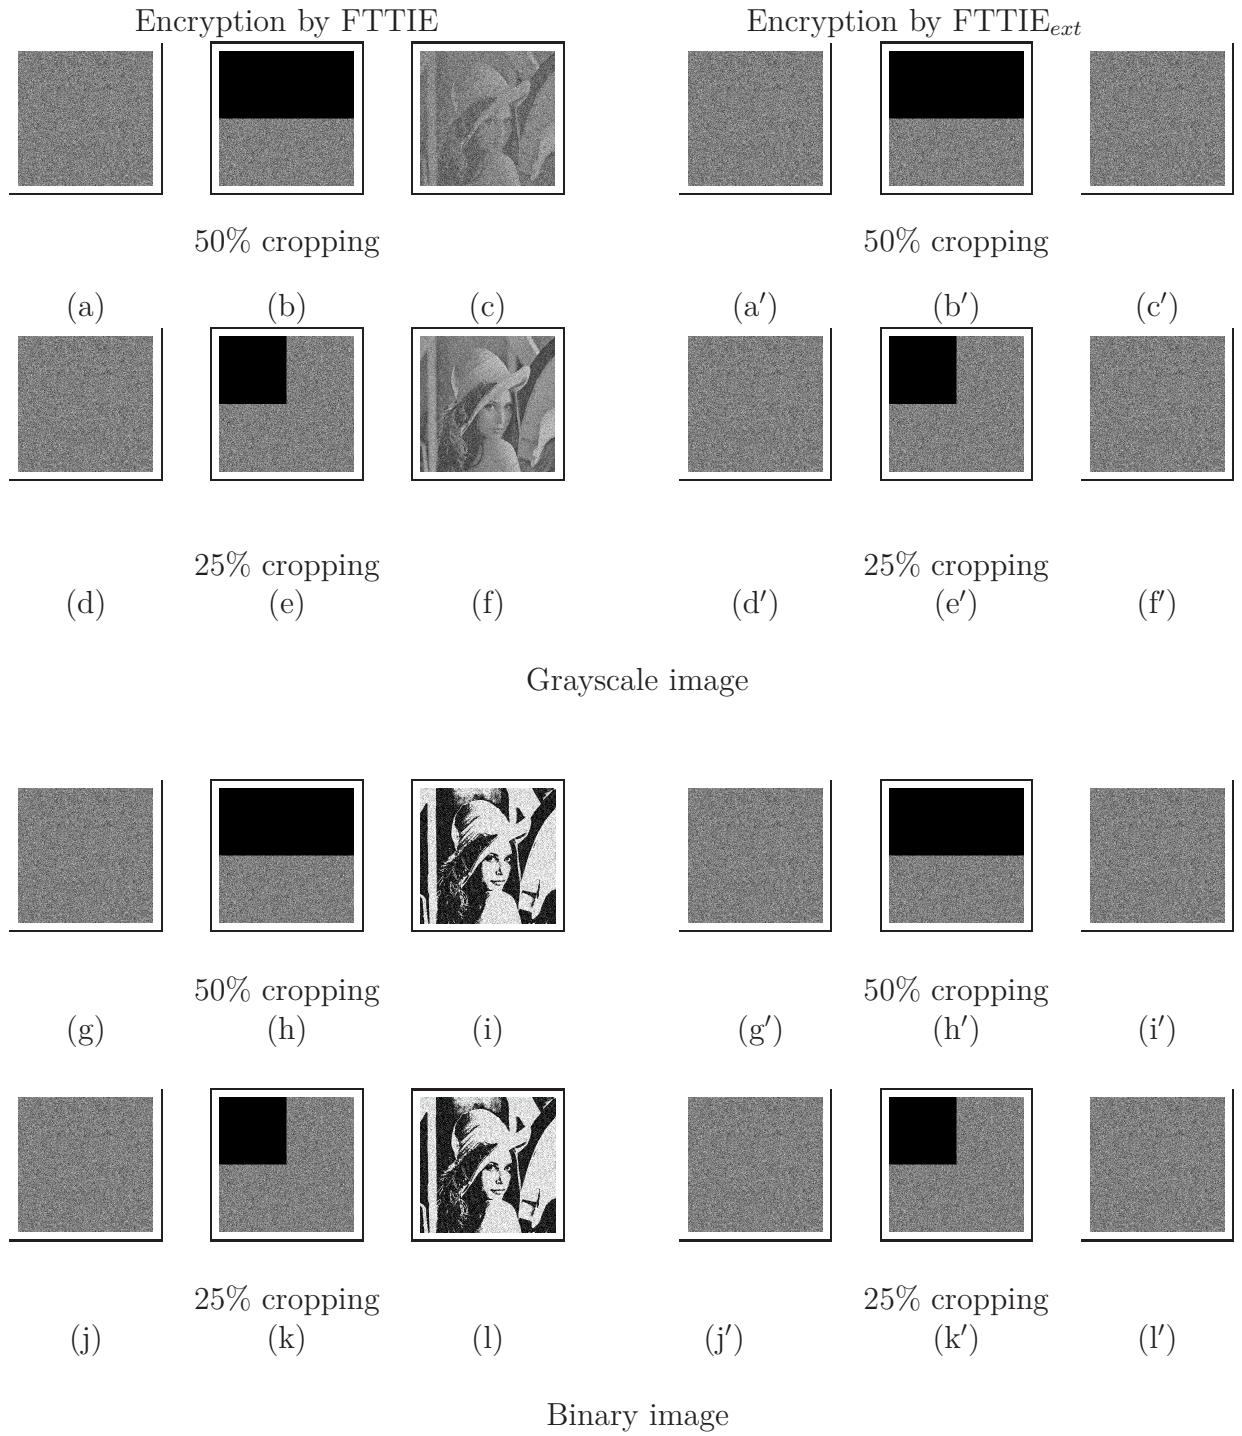 Encryption by FTTIE
Encryption by FTTIE_ext
50% cropping
50% cropping
(a) (b) (c) (a′) (b′) (c′)
25% cropping
25% cropping
(d) (e) (f) (d′) (e′) (f′)
Grayscale image
50% cropping
50% cropping
(g) (h) (i) (g′) (h′) (i′)
25% cropping
25% cropping
(j) (k) (l) (j′) (k′) (l′)
Binary image